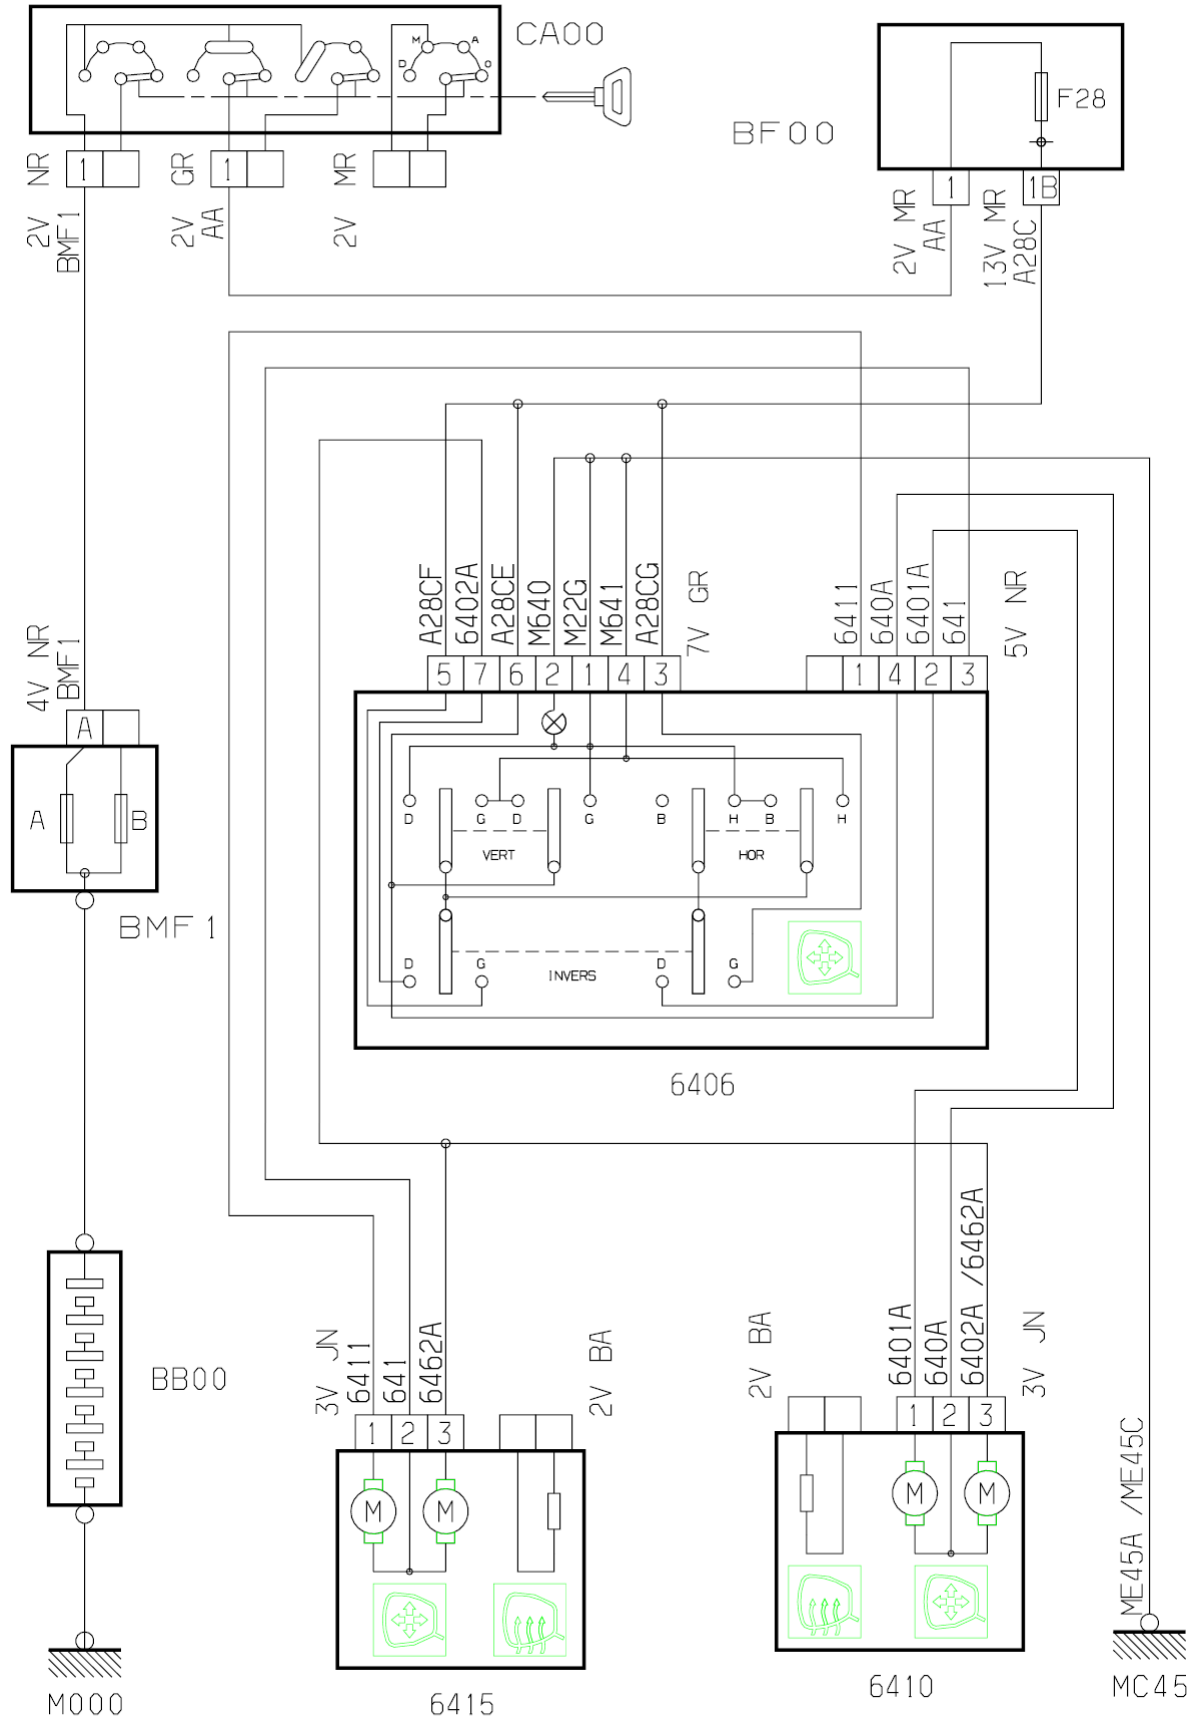 CA00
M A
D O
F28
BF00
1 1
NR GR MR
2V BMF1
2V AA
2V
1 1B
2V MR
AA
13V MR
A28C
A28CF
6402A
A28CE
M640
M22G
M641
A28CG
7V GR
6411
640A
6401A
641
5V NR
5 7 6 2 1 4 3
1 4 2 3
4V NR
BMF1
A
A B
BMF1
D G D G B H B H
VERT HOR
D G D G
INVERS
6406
BB00
3V JN
6411
641
6462A
2V BA
2V BA
6401A
640A
6402A /6462A
3V JN
1 2 3
1 2 3
M M
M M
ME45A /ME45C
M000
6415
6410
MC45